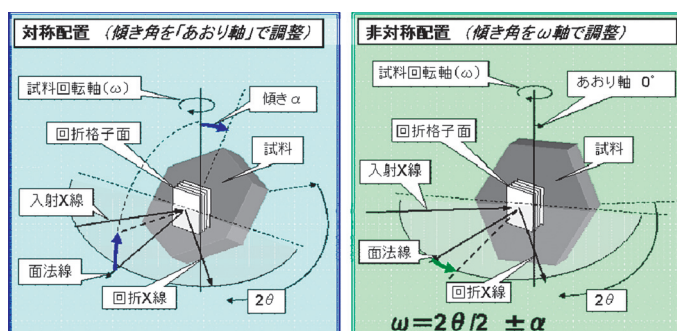 対称配置 （傾き角を「あおり軸」で調整）
試料回転軸(ω)
傾きα
回折格子面
試料
入射X線
面法線
回折X線
2θ
非対称配置 （傾き角をω軸で調整）
試料回転軸(ω)
あおり軸 0°
回折格子面
試料
入射X線
面法線
回折X線
2θ
ω＝2θ/2 ±α